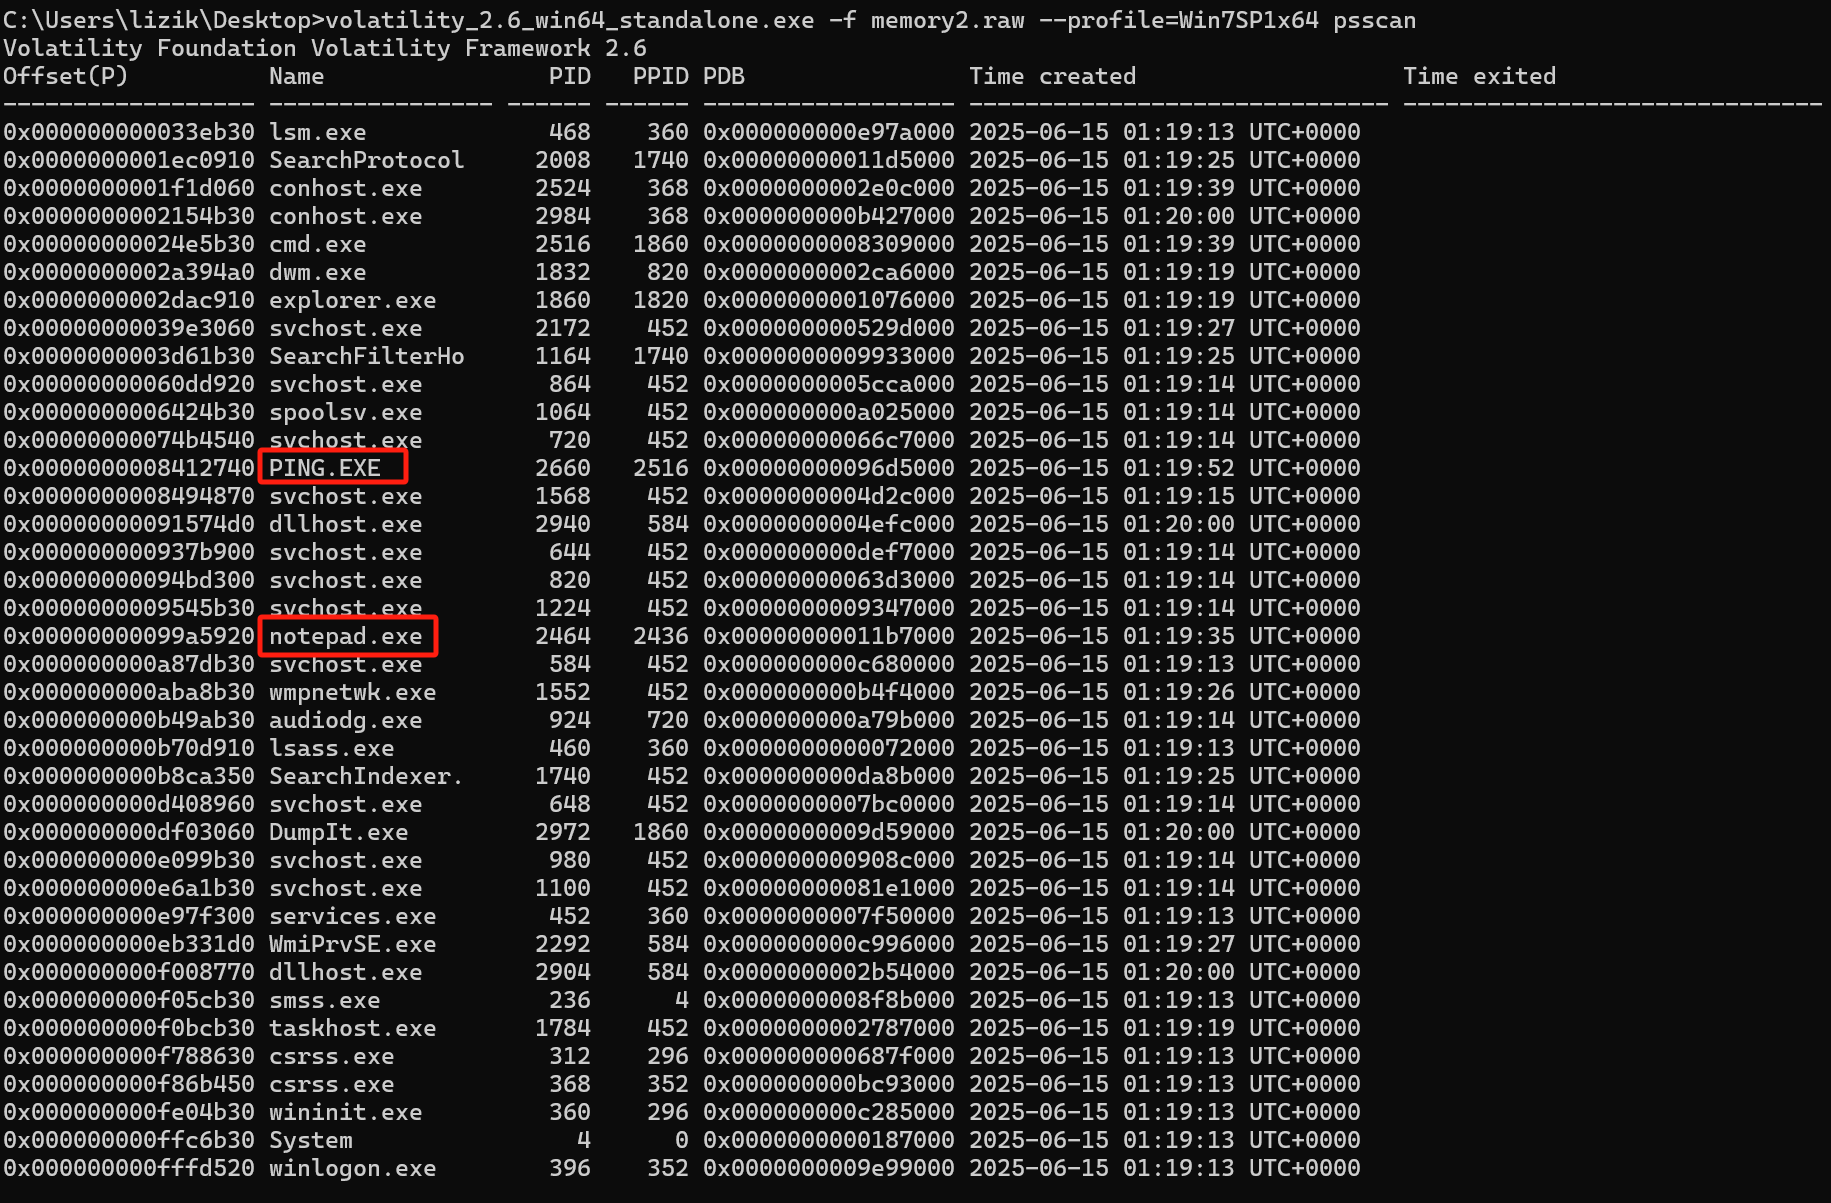 C:\Users\lizik\Desktop>volatility_2.6_win64_standalone.exe -f memory2.raw --profile=Win7SP1x64 psscan
Volatility Foundation Volatility Framework 2.6
Offset(P)          Name                PID   PPID PDB                Time created                   Time exited
------------------ ---------------- ------ ------ ------------------ ------------------------------ ------------------------------
0x000000000033eb30 lsm.exe             468    360 0x000000000e97a000 2025-06-15 01:19:13 UTC+0000
0x0000000001ec0910 SearchProtocol     2008   1740 0x00000000011d5000 2025-06-15 01:19:25 UTC+0000
0x0000000001f1d060 conhost.exe        2524    368 0x0000000002e0c000 2025-06-15 01:19:39 UTC+0000
0x0000000002154b30 conhost.exe        2984    368 0x000000000b427000 2025-06-15 01:20:00 UTC+0000
0x00000000024e5b30 cmd.exe            2516   1860 0x0000000008309000 2025-06-15 01:19:39 UTC+0000
0x0000000002a394a0 dwm.exe            1832    820 0x0000000002ca6000 2025-06-15 01:19:19 UTC+0000
0x0000000002dac910 explorer.exe       1860   1820 0x0000000001076000 2025-06-15 01:19:19 UTC+0000
0x00000000039e3060 svchost.exe        2172    452 0x000000000529d000 2025-06-15 01:19:27 UTC+0000
0x0000000003d61b30 SearchFilterHo     1164   1740 0x0000000009933000 2025-06-15 01:19:25 UTC+0000
0x00000000060dd920 svchost.exe         864    452 0x0000000005cca000 2025-06-15 01:19:14 UTC+0000
0x0000000006424b30 spoolsv.exe        1064    452 0x000000000a025000 2025-06-15 01:19:14 UTC+0000
0x00000000074b4540 svchost.exe         720    452 0x00000000066c7000 2025-06-15 01:19:14 UTC+0000
0x0000000008412740 PING.EXE           2660   2516 0x00000000096d5000 2025-06-15 01:19:52 UTC+0000
0x0000000008494870 svchost.exe        1568    452 0x0000000004d2c000 2025-06-15 01:19:15 UTC+0000
0x00000000091574d0 dllhost.exe        2940    584 0x0000000004efc000 2025-06-15 01:20:00 UTC+0000
0x000000000937b900 svchost.exe         644    452 0x000000000def7000 2025-06-15 01:19:14 UTC+0000
0x00000000094bd300 svchost.exe         820    452 0x00000000063d3000 2025-06-15 01:19:14 UTC+0000
0x0000000009545b30 svchost.exe        1224    452 0x0000000009347000 2025-06-15 01:19:14 UTC+0000
0x00000000099a5920 notepad.exe        2464   2436 0x00000000011b7000 2025-06-15 01:19:35 UTC+0000
0x000000000a87db30 svchost.exe         584    452 0x000000000c680000 2025-06-15 01:19:13 UTC+0000
0x000000000aba8b30 wmpnetwk.exe       1552    452 0x000000000b4f4000 2025-06-15 01:19:26 UTC+0000
0x000000000b49ab30 audiodg.exe         924    720 0x000000000a79b000 2025-06-15 01:19:14 UTC+0000
0x000000000b70d910 lsass.exe           460    360 0x0000000000072000 2025-06-15 01:19:13 UTC+0000
0x000000000b8ca350 SearchIndexer.     1740    452 0x000000000da8b000 2025-06-15 01:19:25 UTC+0000
0x000000000d408960 svchost.exe         648    452 0x0000000007bc0000 2025-06-15 01:19:14 UTC+0000
0x000000000df03060 DumpIt.exe         2972   1860 0x0000000009d59000 2025-06-15 01:20:00 UTC+0000
0x000000000e099b30 svchost.exe         980    452 0x000000000908c000 2025-06-15 01:19:14 UTC+0000
0x000000000e6a1b30 svchost.exe        1100    452 0x00000000081e1000 2025-06-15 01:19:14 UTC+0000
0x000000000e97f300 services.exe        452    360 0x0000000007f50000 2025-06-15 01:19:13 UTC+0000
0x000000000eb331d0 WmiPrvSE.exe       2292    584 0x000000000c996000 2025-06-15 01:19:27 UTC+0000
0x000000000f008770 dllhost.exe        2904    584 0x0000000002b54000 2025-06-15 01:20:00 UTC+0000
0x000000000f05cb30 smss.exe            236      4 0x0000000008f8b000 2025-06-15 01:19:13 UTC+0000
0x000000000f0bcb30 taskhost.exe       1784    452 0x0000000002787000 2025-06-15 01:19:19 UTC+0000
0x000000000f788630 csrss.exe           312    296 0x000000000687f000 2025-06-15 01:19:13 UTC+0000
0x000000000f86b450 csrss.exe           368    352 0x000000000bc93000 2025-06-15 01:19:13 UTC+0000
0x000000000fe04b30 wininit.exe         360    296 0x000000000c285000 2025-06-15 01:19:13 UTC+0000
0x000000000ffc6b30 System                4      0 0x0000000000187000 2025-06-15 01:19:13 UTC+0000
0x000000000fffd520 winlogon.exe        396    352 0x0000000009e99000 2025-06-15 01:19:13 UTC+0000